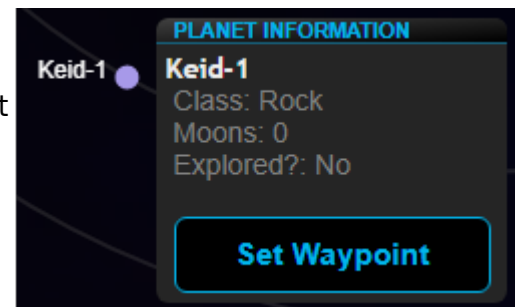 PLANET INFORMATION
Keid-1
Keid-1
Class: Rock
Moons: 0
Explored?: No
Set Waypoint